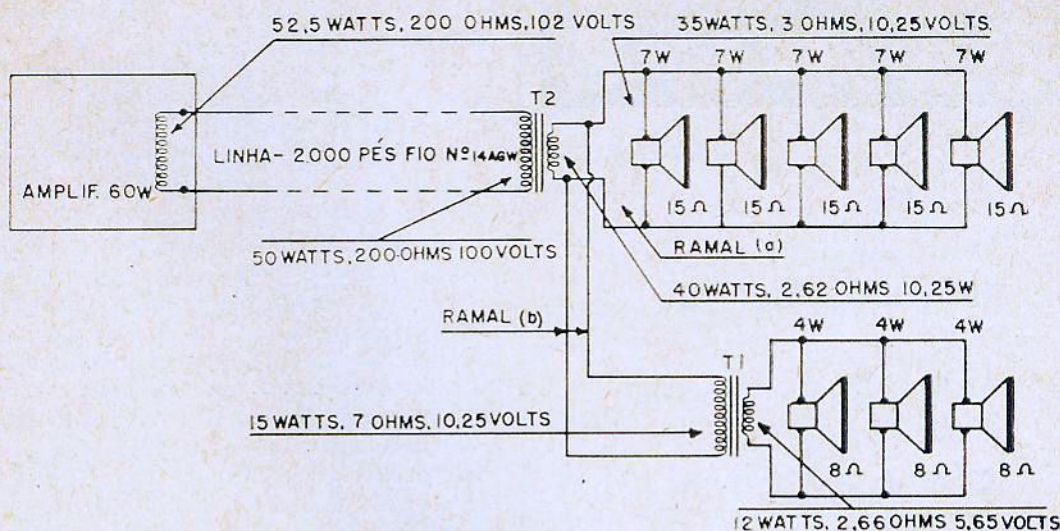 52,5 WATTS, 200 OHMS, 102 VOLTS
35 WATTS, 3 OHMS, 10,25 VOLTS.
7W 7W 7W 7W 7W
T2
LINHA- 2.000 PÉS FIO Nº 14AGW
AMPLIF. 60W
15Ω 15Ω 15Ω 15Ω 15Ω
RAMAL (a)
50 WATTS, 200 OHMS 100 VOLTS
40 WATTS, 2,62 OHMS 10,25W
RAMAL (b)
4W 4W 4W
T1
15 WATTS, 7 OHMS, 10,25 VOLTS
8Ω 8Ω 8Ω
12 WATTS, 2,66 OHMS 5,65 VOLTS